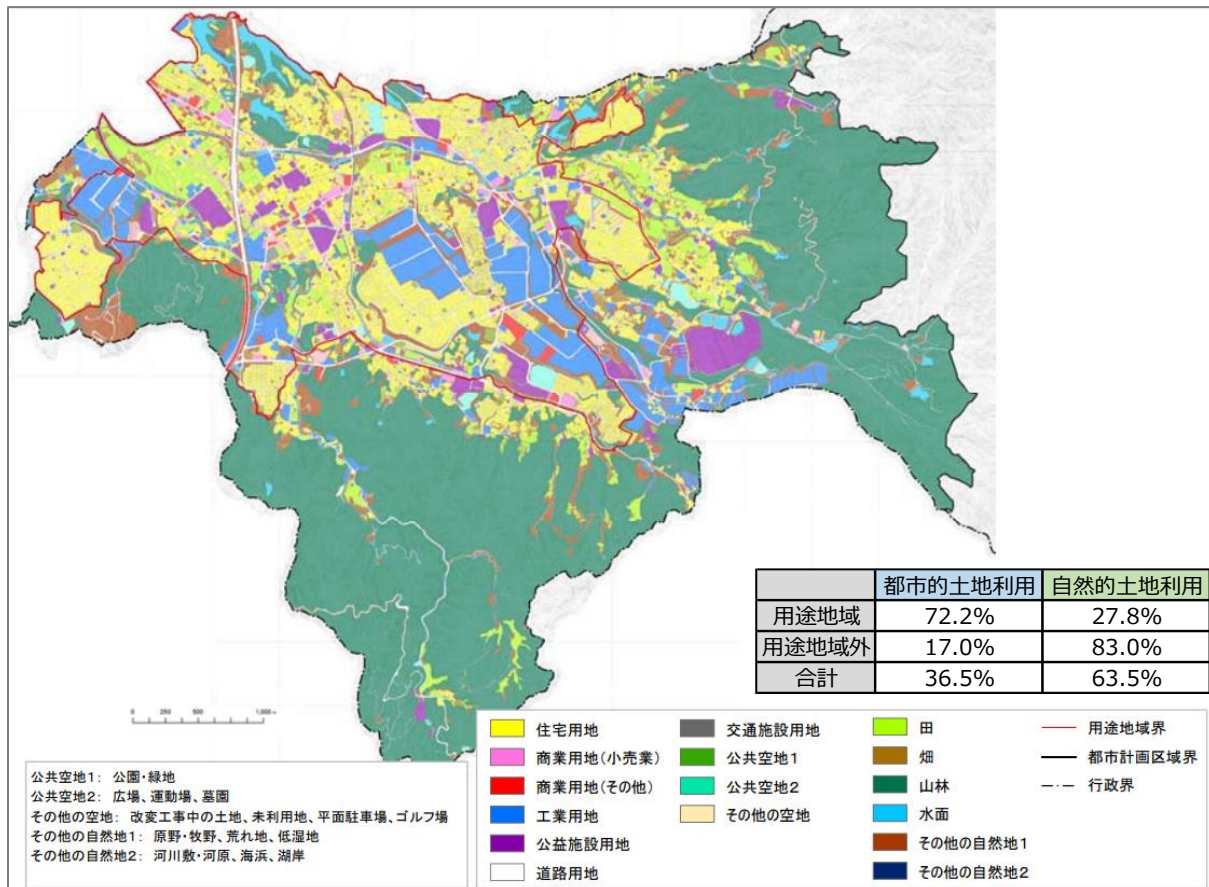 都市的土地利用 自然的土地利用
用途地域 72.2% 27.8%
用途地域外 17.0% 83.0%
合計 36.5% 63.5%
0 250 500 1,000m
公共空地1: 公園・緑地
公共空地2: 広場、運動場、墓園
その他の空地: 改変工事中の土地、未利用地、平面駐車場、ゴルフ場
その他の自然地1: 原野・牧野、荒れ地、低湿地
その他の自然地2: 河川敷・河原、海浜、湖岸
住宅用地
商業用地(小売業)
商業用地(その他)
工業用地
公益施設用地
道路用地
交通施設用地
公共空地1
公共空地2
その他の空地
田
畑
山林
水面
その他の自然地1
その他の自然地2
用途地域界
都市計画区域界
行政界